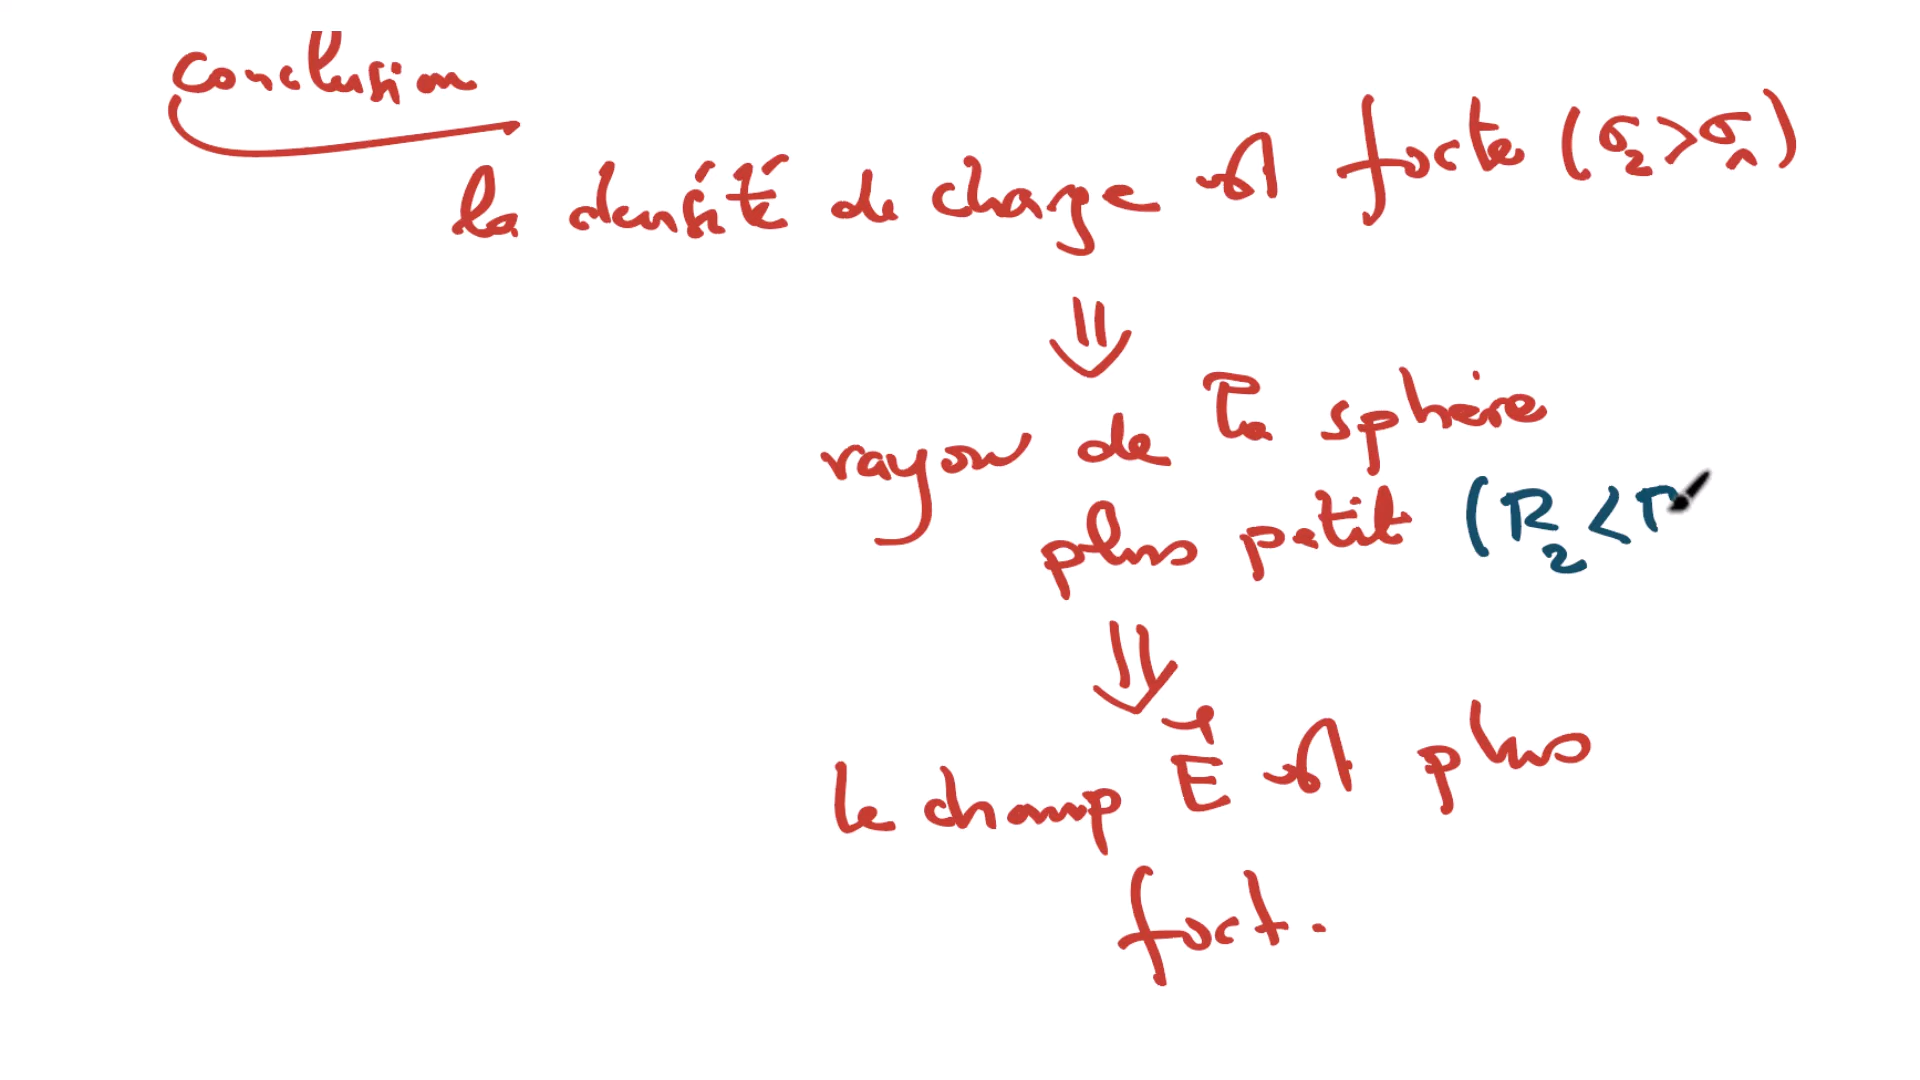 conclusion
la densité de charge est forte (σ₂>σ₁)
⇓
rayon de la sphère
plus petit (R₂<
⇓
le champ E⃗ est plus
fort.